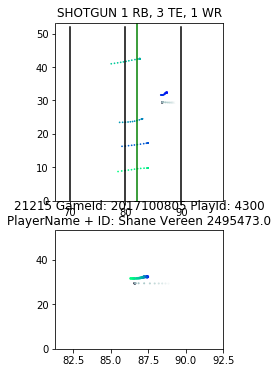 SHOTGUN 1 RB, 3 TE, 1 WR
50
40
30
20
10
0
70 80 90
21215 GameId: 2017100805 PlayId: 4300
PlayerName + ID: Shane Vereen 2495473.0
40
20
0
82.5 85.0 87.5 90.0 92.5